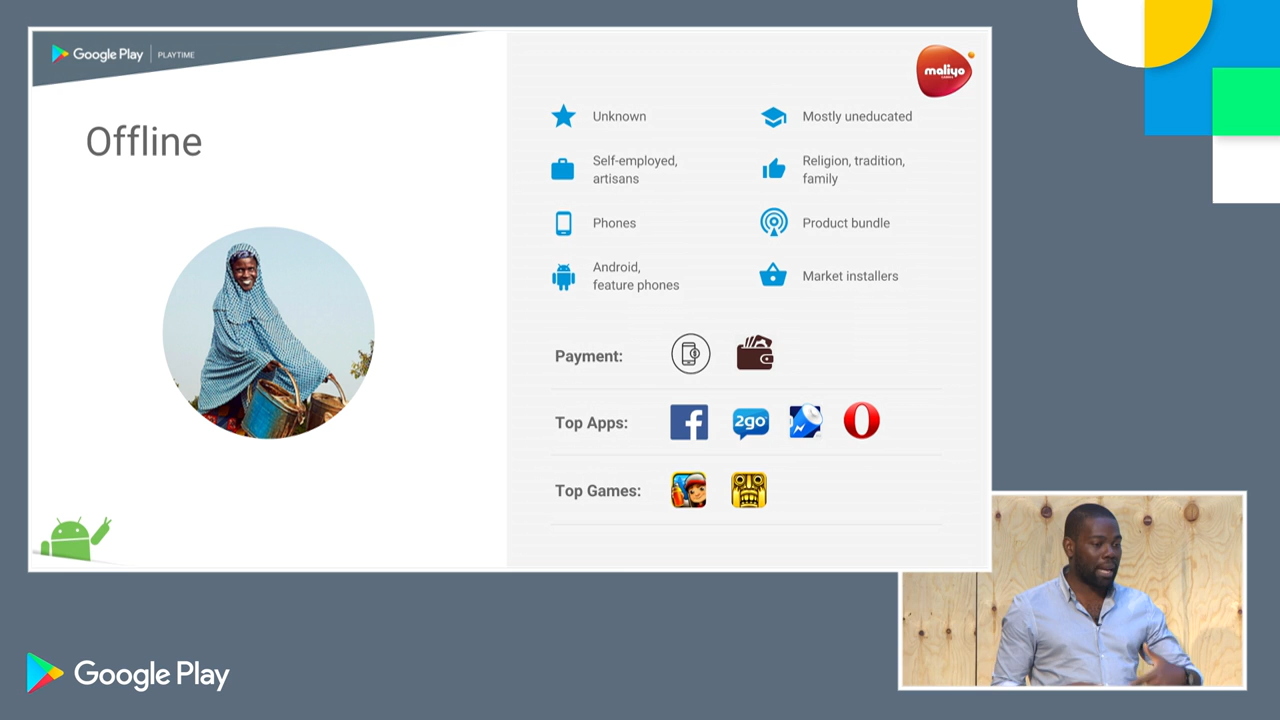 Google Play | PLAYTIME
maliyo
Offline
Unknown
Mostly uneducated
Self-employed,
artisans
Religion, tradition,
family
Phones
Product bundle
Android,
feature phones
Market installers
Payment:
Top Apps:
f
2go
Top Games:
Google Play